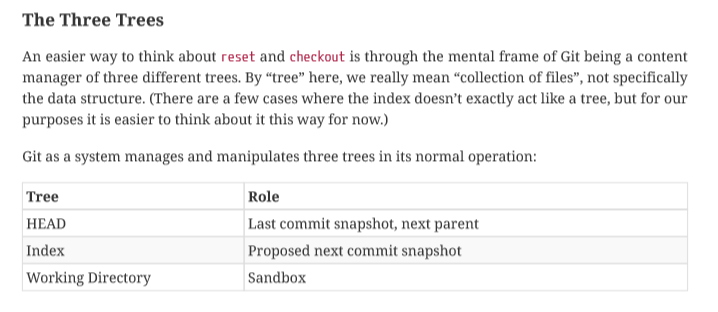 The Three Trees
An easier way to think about reset and checkout is through the mental frame of Git being a content
manager of three different trees. By “tree” here, we really mean “collection of files”, not specifically
the data structure. (There are a few cases where the index doesn’t exactly act like a tree, but for our
purposes it is easier to think about it this way for now.)
Git as a system manages and manipulates three trees in its normal operation:
Tree Role
HEAD Last commit snapshot, next parent
Index Proposed next commit snapshot
Working Directory Sandbox